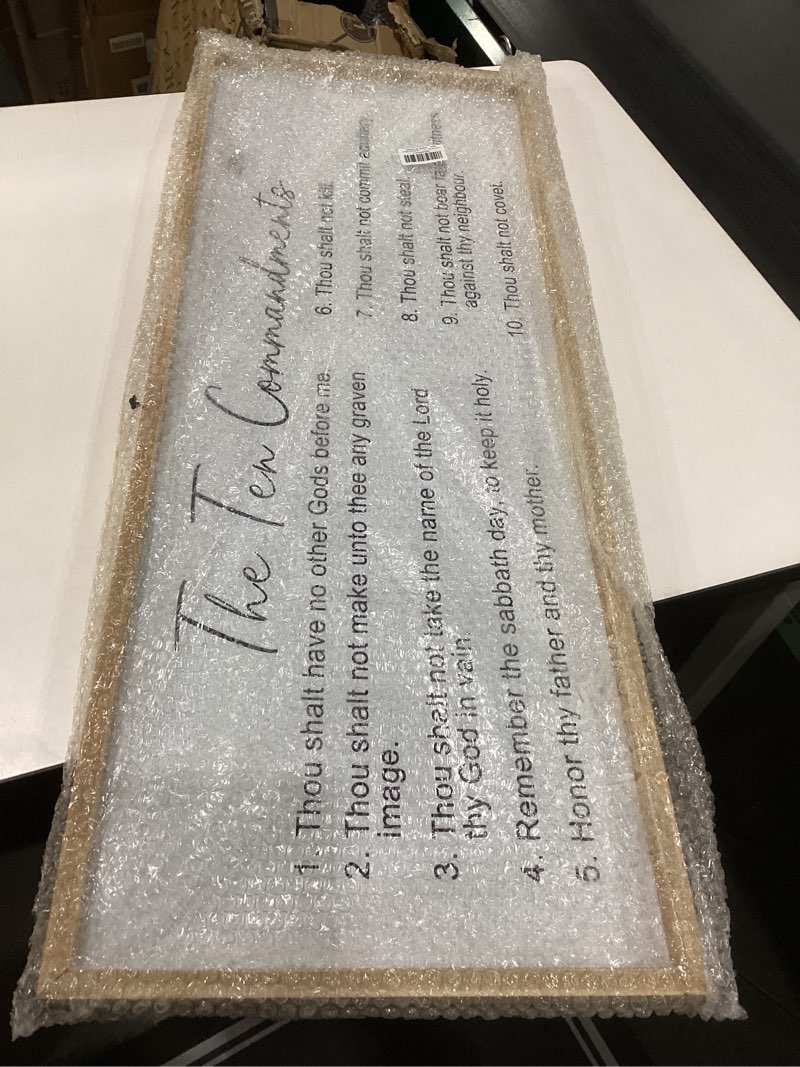 The Ten Commandments
1. Thou shalt have no other Gods before me.
2. Thou shalt not make unto thee any graven
image.
3. Thou shalt not take the name of the Lord
thy God in vain.
4. Remember the sabbath day, to keep it holy.
5. Honor thy father and thy mother.
6. Thou shalt not kill.
7. Thou shalt not commit adultery
8. Thou shalt not steal.
9. Thou shalt not bear
against thy neighbour.
10. Thou shalt not covet.